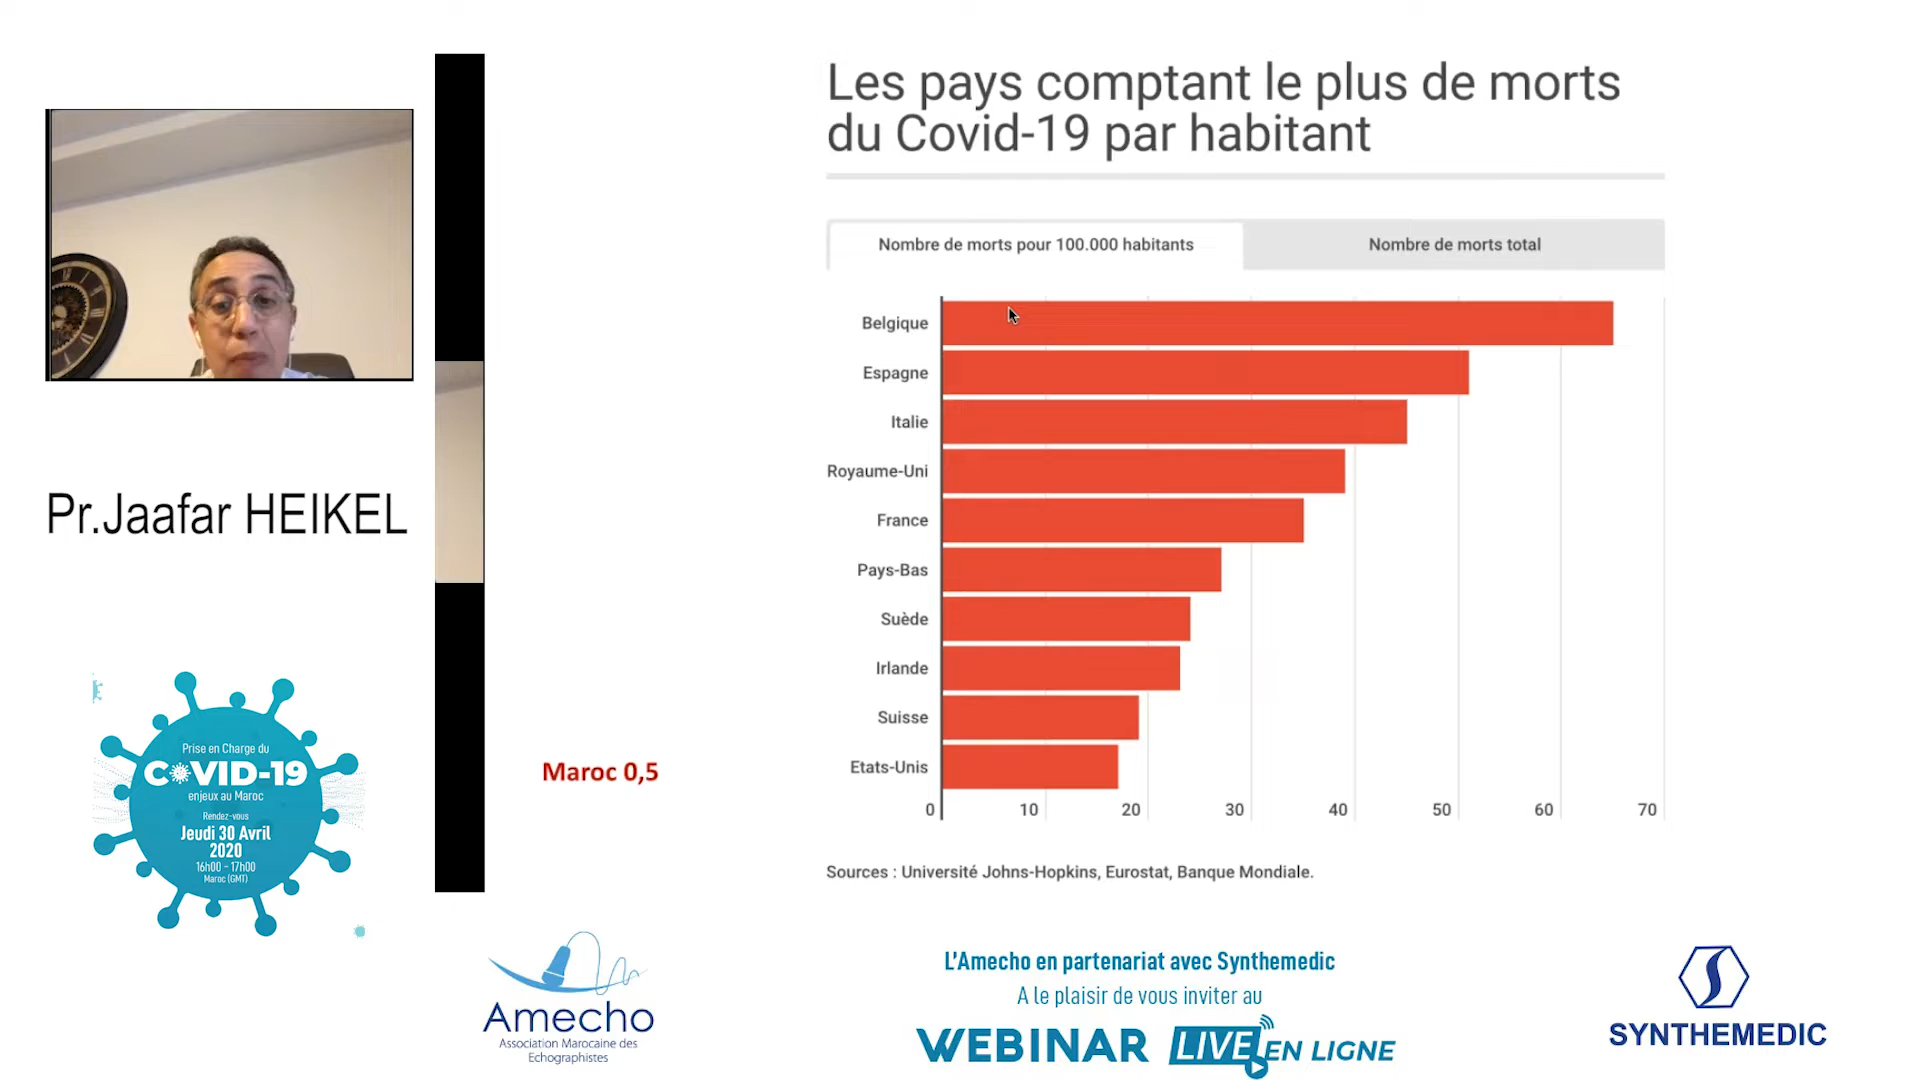 Les pays comptant le plus de morts
du Covid-19 par habitant
Nombre de morts pour 100.000 habitants
Nombre de morts total
Belgique
Espagne
Italie
Royaume-Uni
France
Pays-Bas
Suède
Irlande
Suisse
Etats-Unis
0 10 20 30 40 50 60 70
Sources : Université Johns-Hopkins, Eurostat, Banque Mondiale.
Maroc 0,5
Pr.Jaafar HEIKEL
Prise en Charge du
COVID-19
enjeux au Maroc
Rendez-vous
Jeudi 30 Avril
2020
16h00 - 17h00
Maroc (GMT)
Amecho
Association Marocaine des
Echographistes
L'Amecho en partenariat avec Synthemedic
A le plaisir de vous inviter au
WEBINAR LIVE EN LIGNE
SYNTHEMEDIC